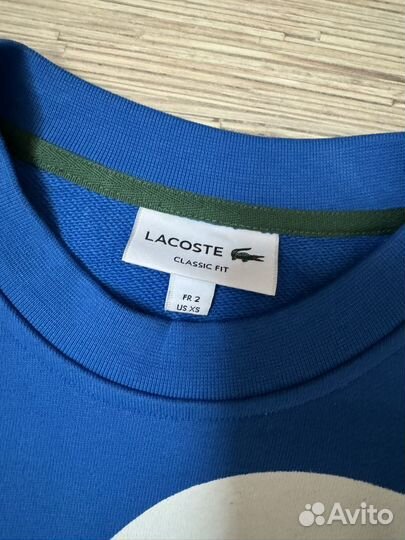 LACOSTE
CLASSIC FIT
FR 2
US XS
Avito